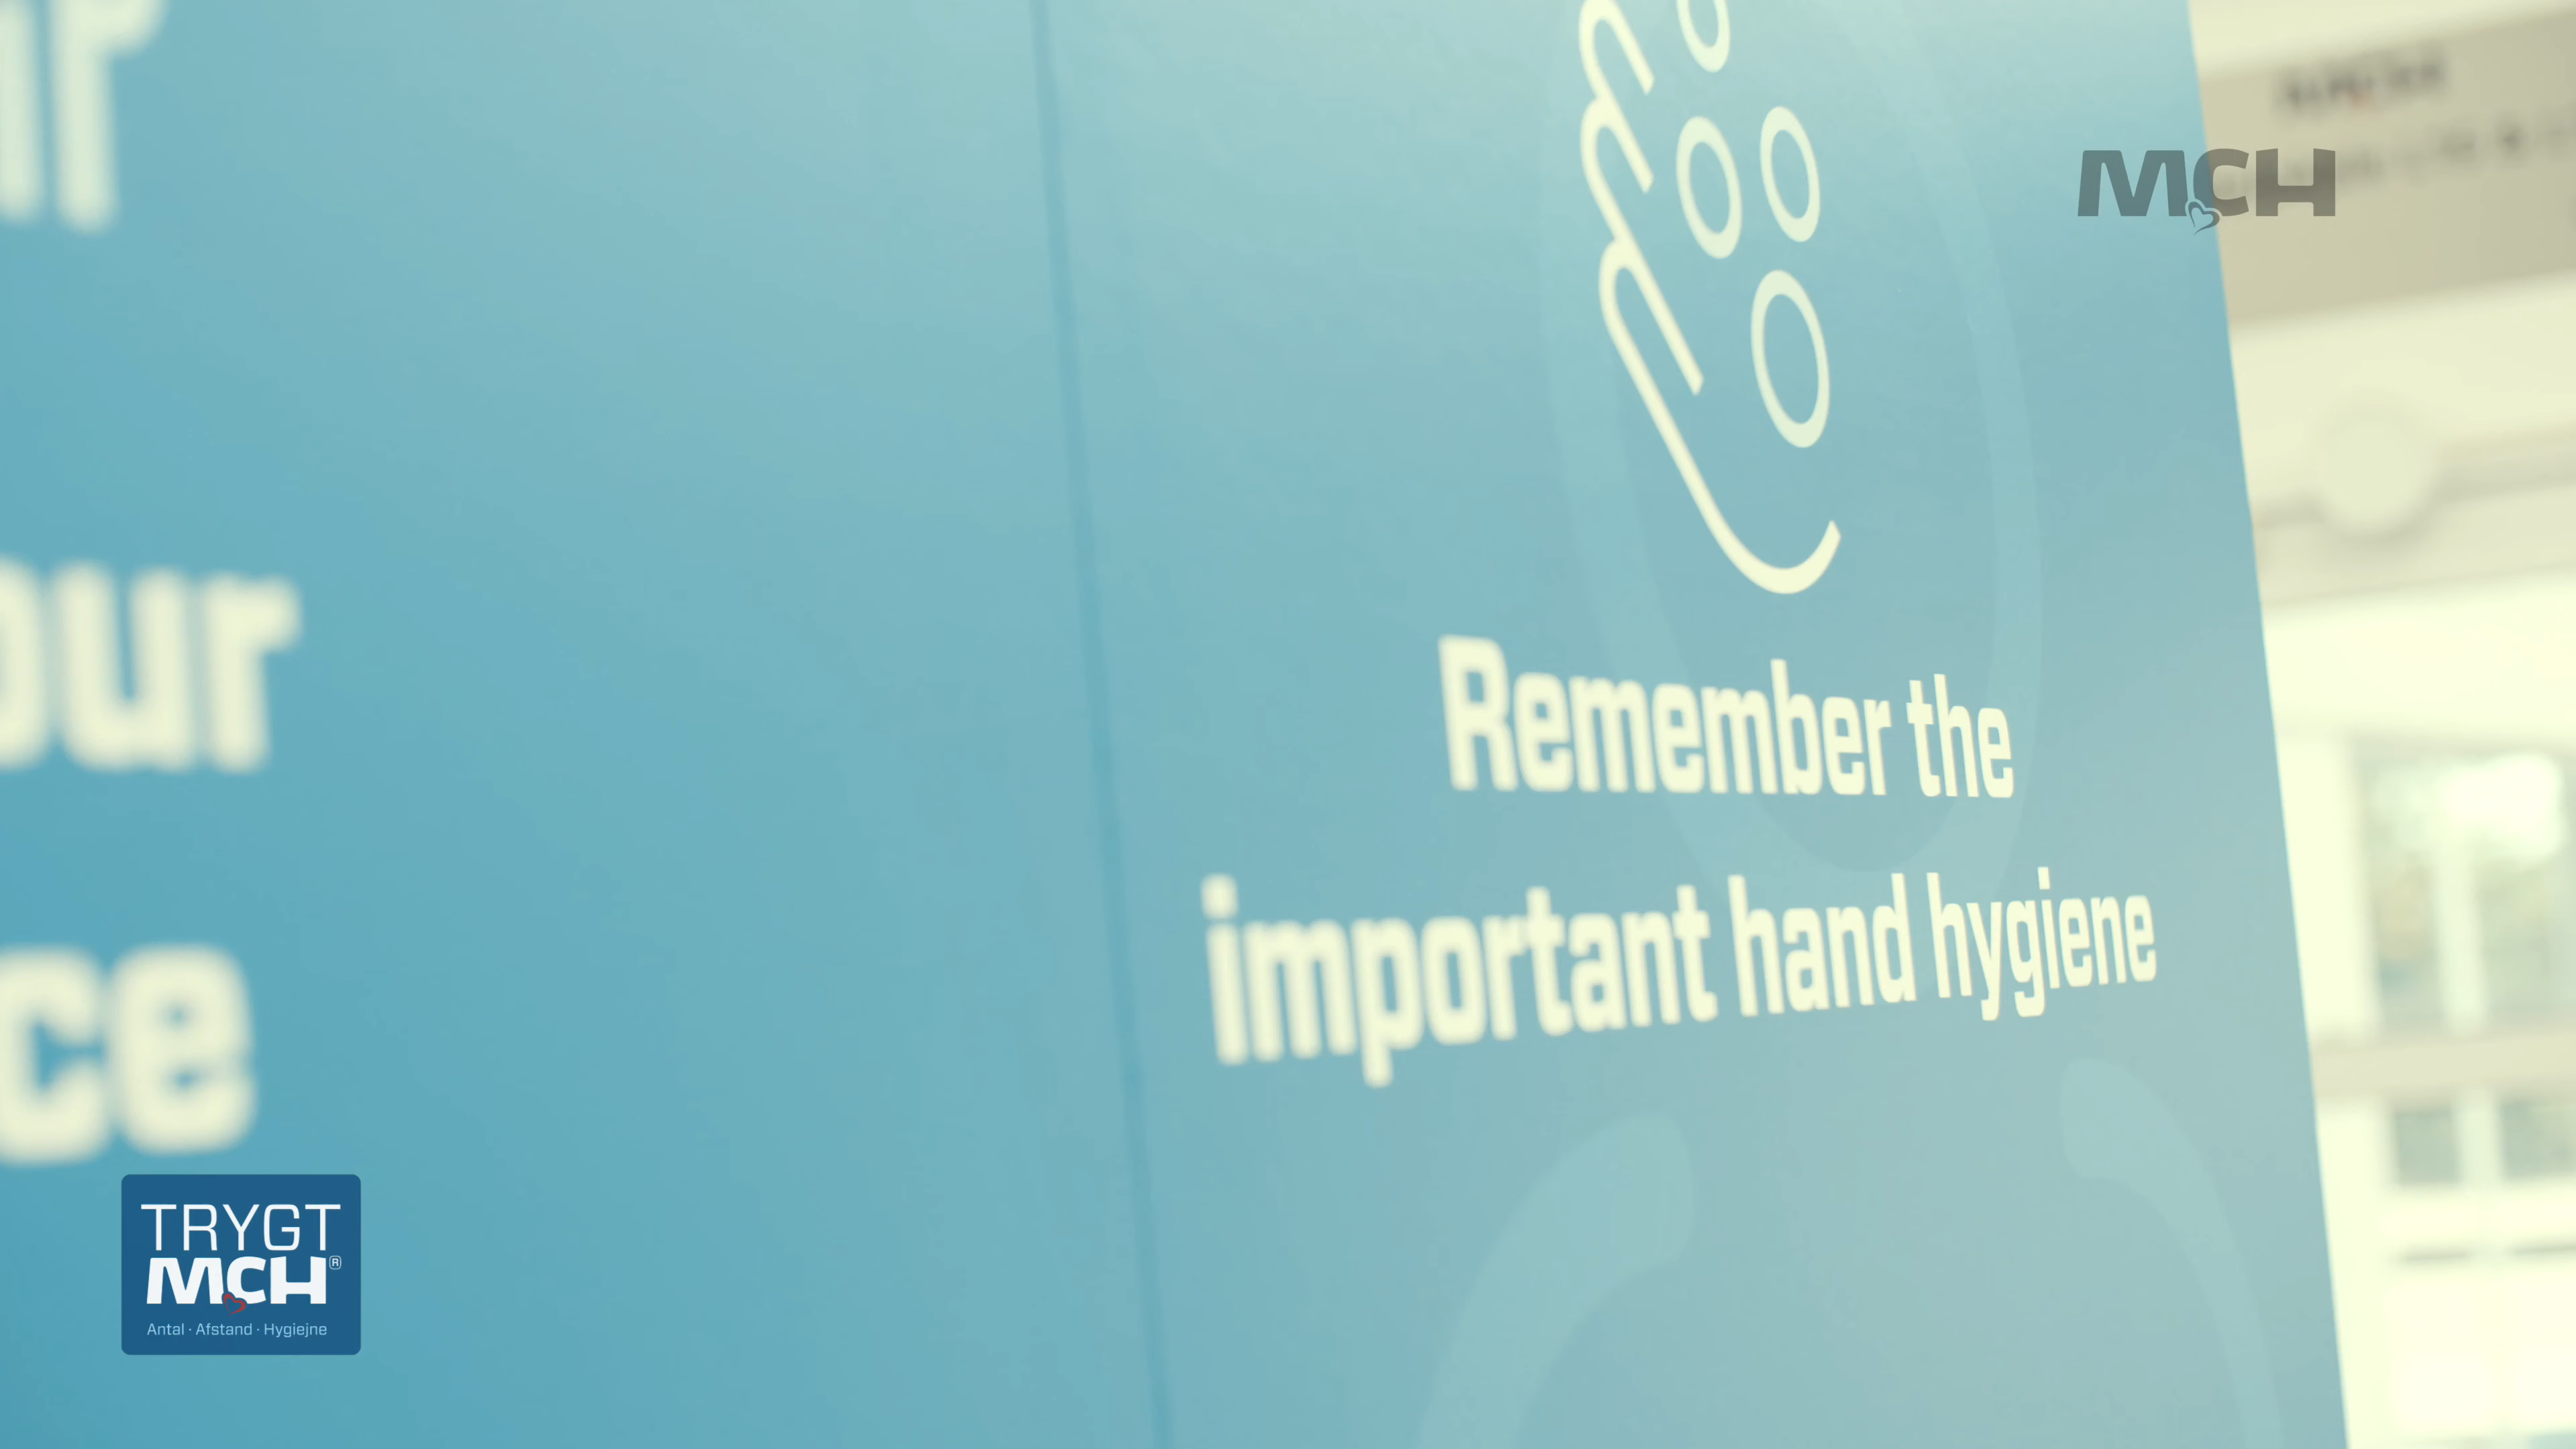 our
ce
Remember the
important hand hygiene
MCH
TRYGT
MCH®
Antal · Afstand · Hygiejne